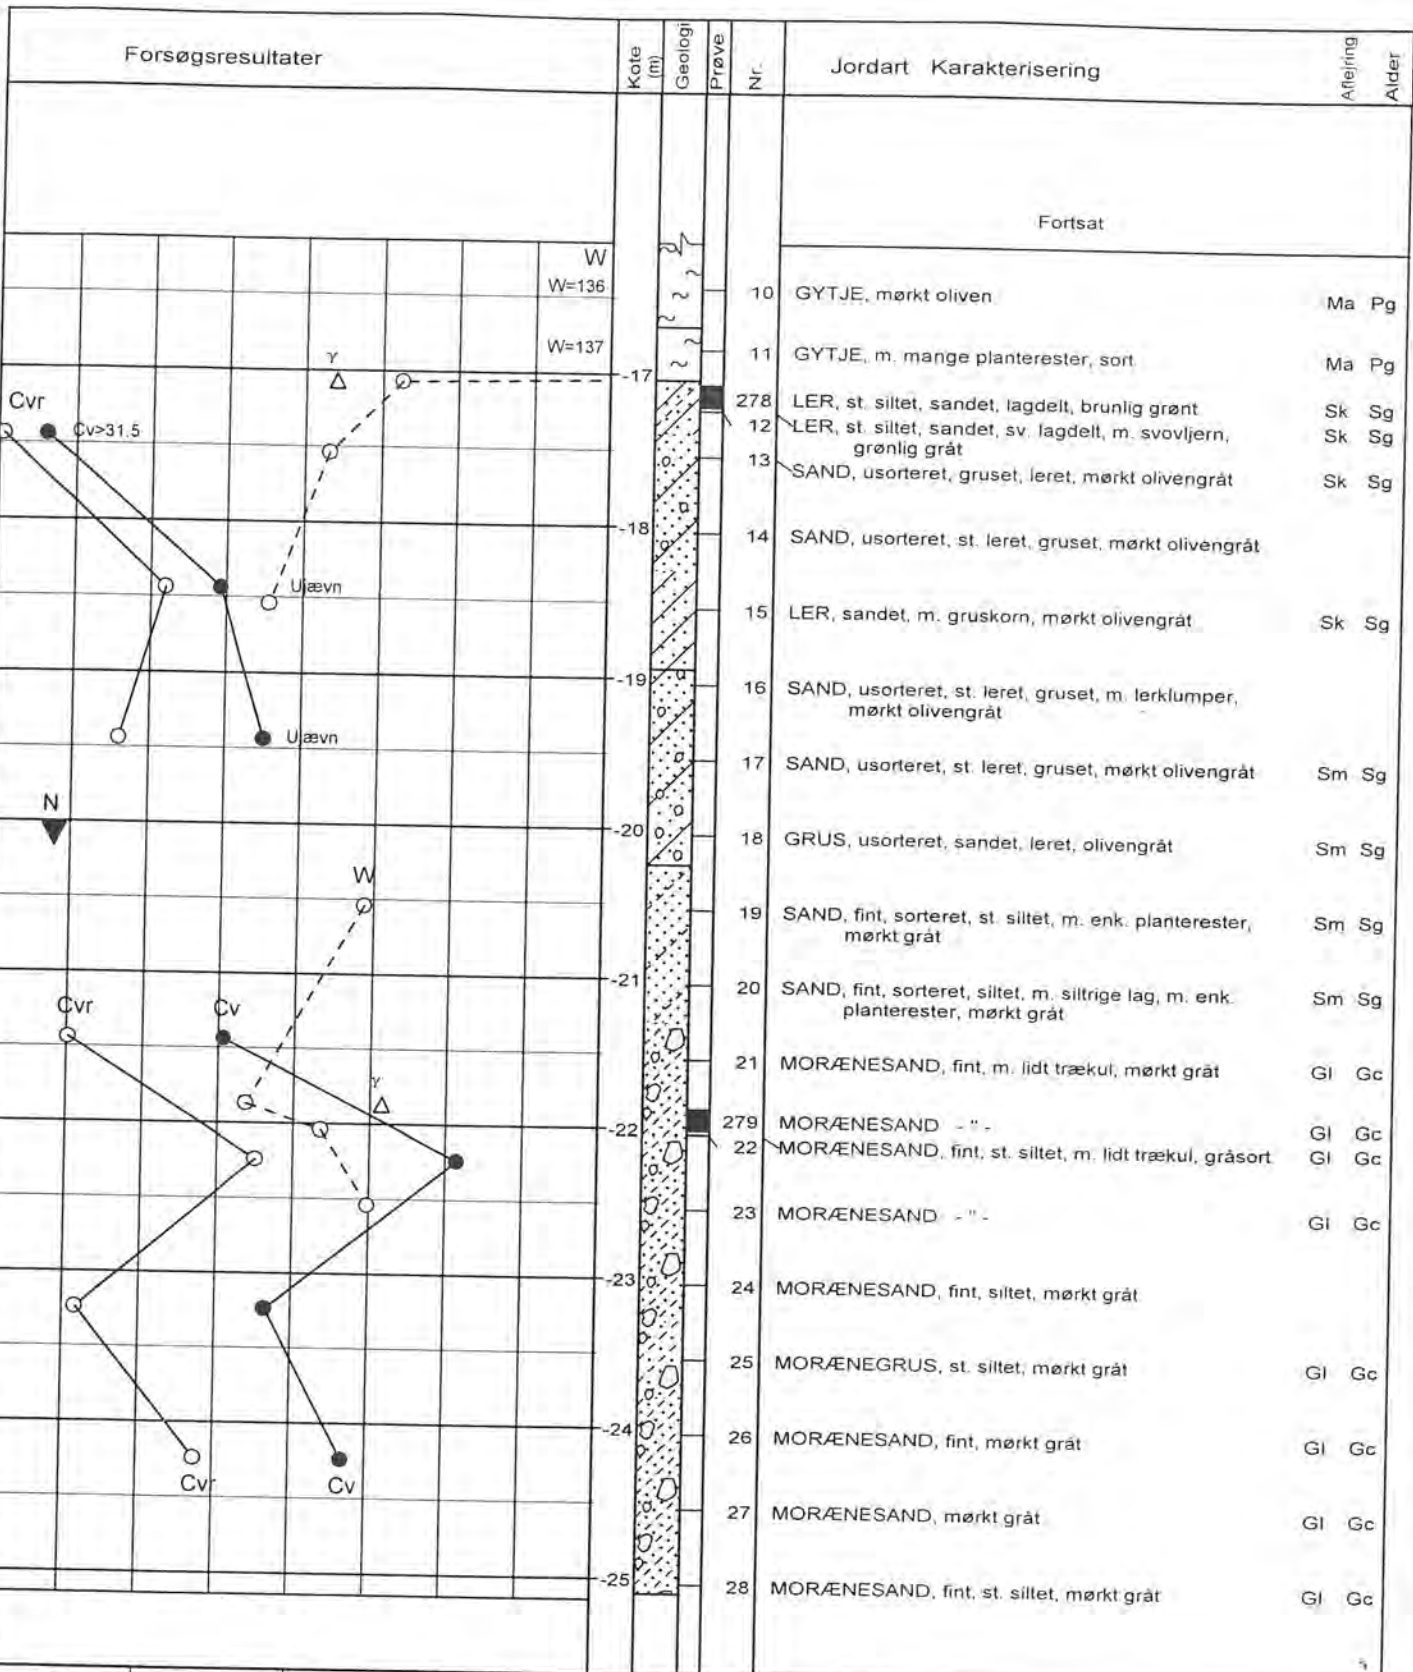 Forsøgsresultater
Kote (m)
Geologi
Prøve
Nr.
Jordart Karakterisering
Aflejring
Alder
Fortsat
W
W=136
10 GYTJE, mørkt oliven Ma Pg
W=137
11 GYTJE, m. mange planterester, sort Ma Pg
γ
-17
278 LER, st. siltet, sandet, lagdelt, brunlig grønt Sk Sg
Cvr
Cv>31.5
12 LER, st. siltet, sandet, sv. lagdelt, m. svovljern, Sk Sg
grønlig gråt
13 SAND, usorteret, gruset, leret, mørkt olivengråt Sk Sg
-18
14 SAND, usorteret, st. leret, gruset, mørkt olivengråt
Ujævn
15 LER, sandet, m. gruskorn, mørkt olivengråt Sk Sg
-19
16 SAND, usorteret, st. leret, gruset, m. lerklumper,
mørkt olivengråt
Ujævn
17 SAND, usorteret, st. leret, gruset, mørkt olivengråt Sm Sg
N
-20
18 GRUS, usorteret, sandet, leret, olivengråt Sm Sg
W
19 SAND, fint, sorteret, st. siltet, m. enk. planterester, Sm Sg
mørkt gråt
-21
20 SAND, fint, sorteret, siltet, m. siltrige lag, m. enk. Sm Sg
planterester, mørkt gråt
Cvr
Cv
21 MORÆNESAND, fint, m. lidt trækul, mørkt gråt Gl Gc
γ
-22
279 MORÆNESAND - " - Gl Gc
22 MORÆNESAND, fint, st. siltet, m. lidt trækul, gråsort Gl Gc
23 MORÆNESAND - " - Gl Gc
-23
24 MORÆNESAND, fint, siltet, mørkt gråt
25 MORÆNEGRUS, st. siltet, mørkt gråt Gl Gc
-24
26 MORÆNESAND, fint, mørkt gråt Gl Gc
Cvr
Cv
27 MORÆNESAND, mørkt gråt Gl Gc
-25
28 MORÆNESAND, fint, st. siltet, mørkt gråt Gl Gc